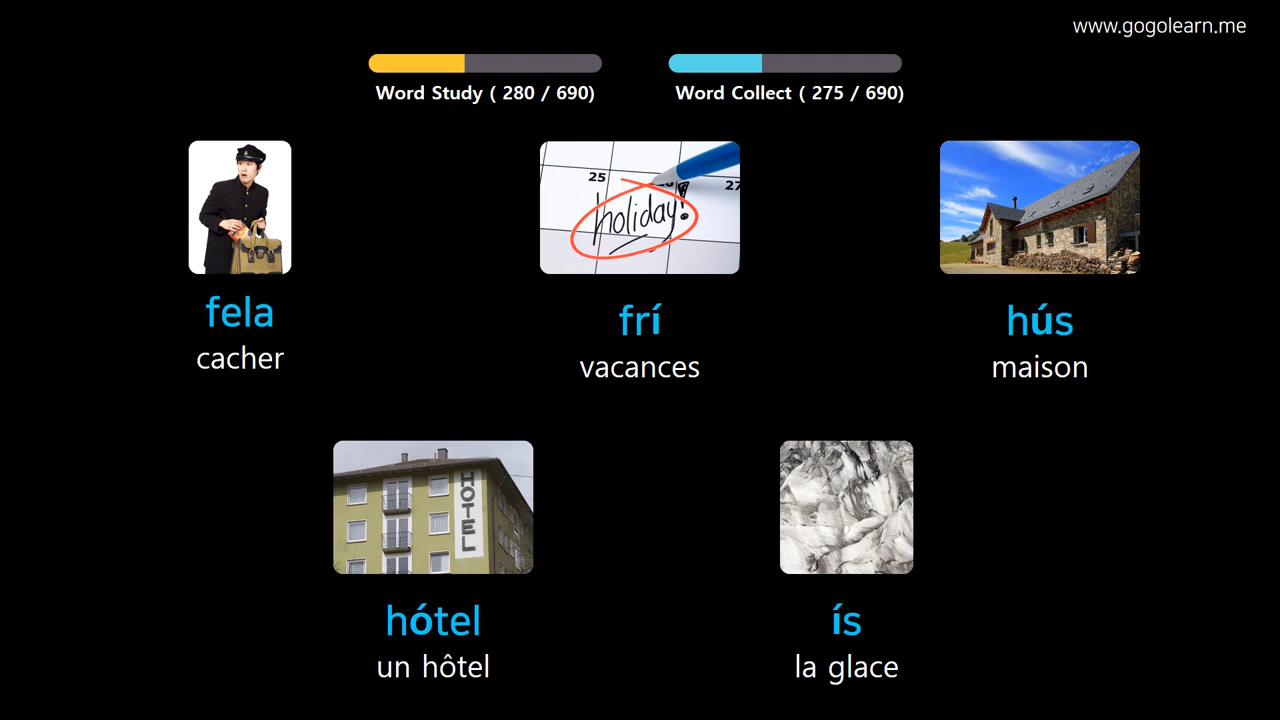 www.gogolearn.me
Word Study ( 280 / 690)
Word Collect ( 275 / 690)
25
27
holiday!
fela
cacher
frí
vacances
hús
maison
HOTEL
hótel
un hôtel
ís
la glace